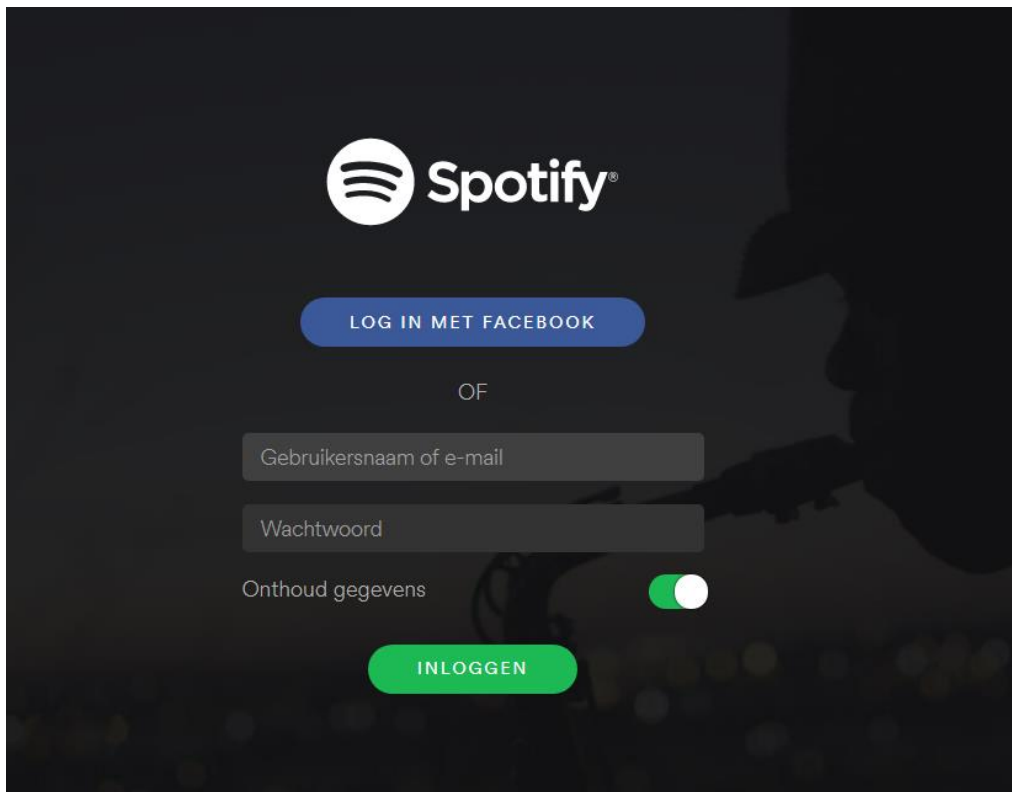 Spotify®
LOG IN MET FACEBOOK
OF
Gebruikersnaam of e-mail
Wachtwoord
Onthoud gegevens
INLOGGEN